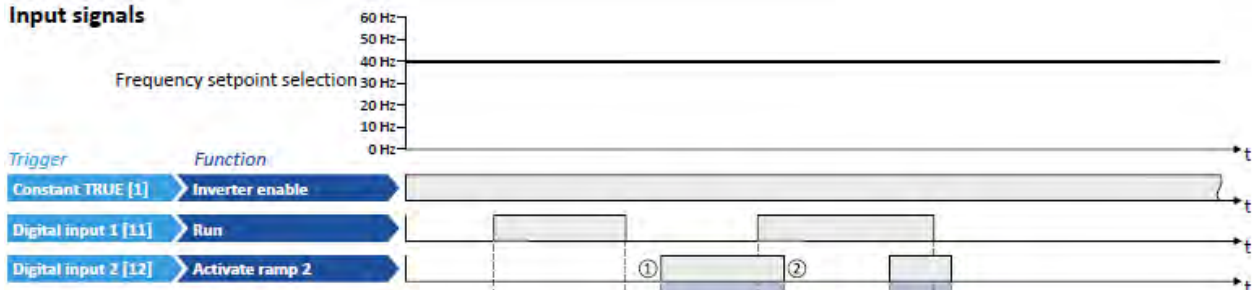 Input signals
60 Hz
50 Hz
40 Hz
Frequency setpoint selection 30 Hz
20 Hz
10 Hz
0 Hz
t
Trigger Function
Constant TRUE [1] Inverter enable
t
Digital input 1 [11] Run
t
Digital input 2 [12] Activate ramp 2 ① ②
t